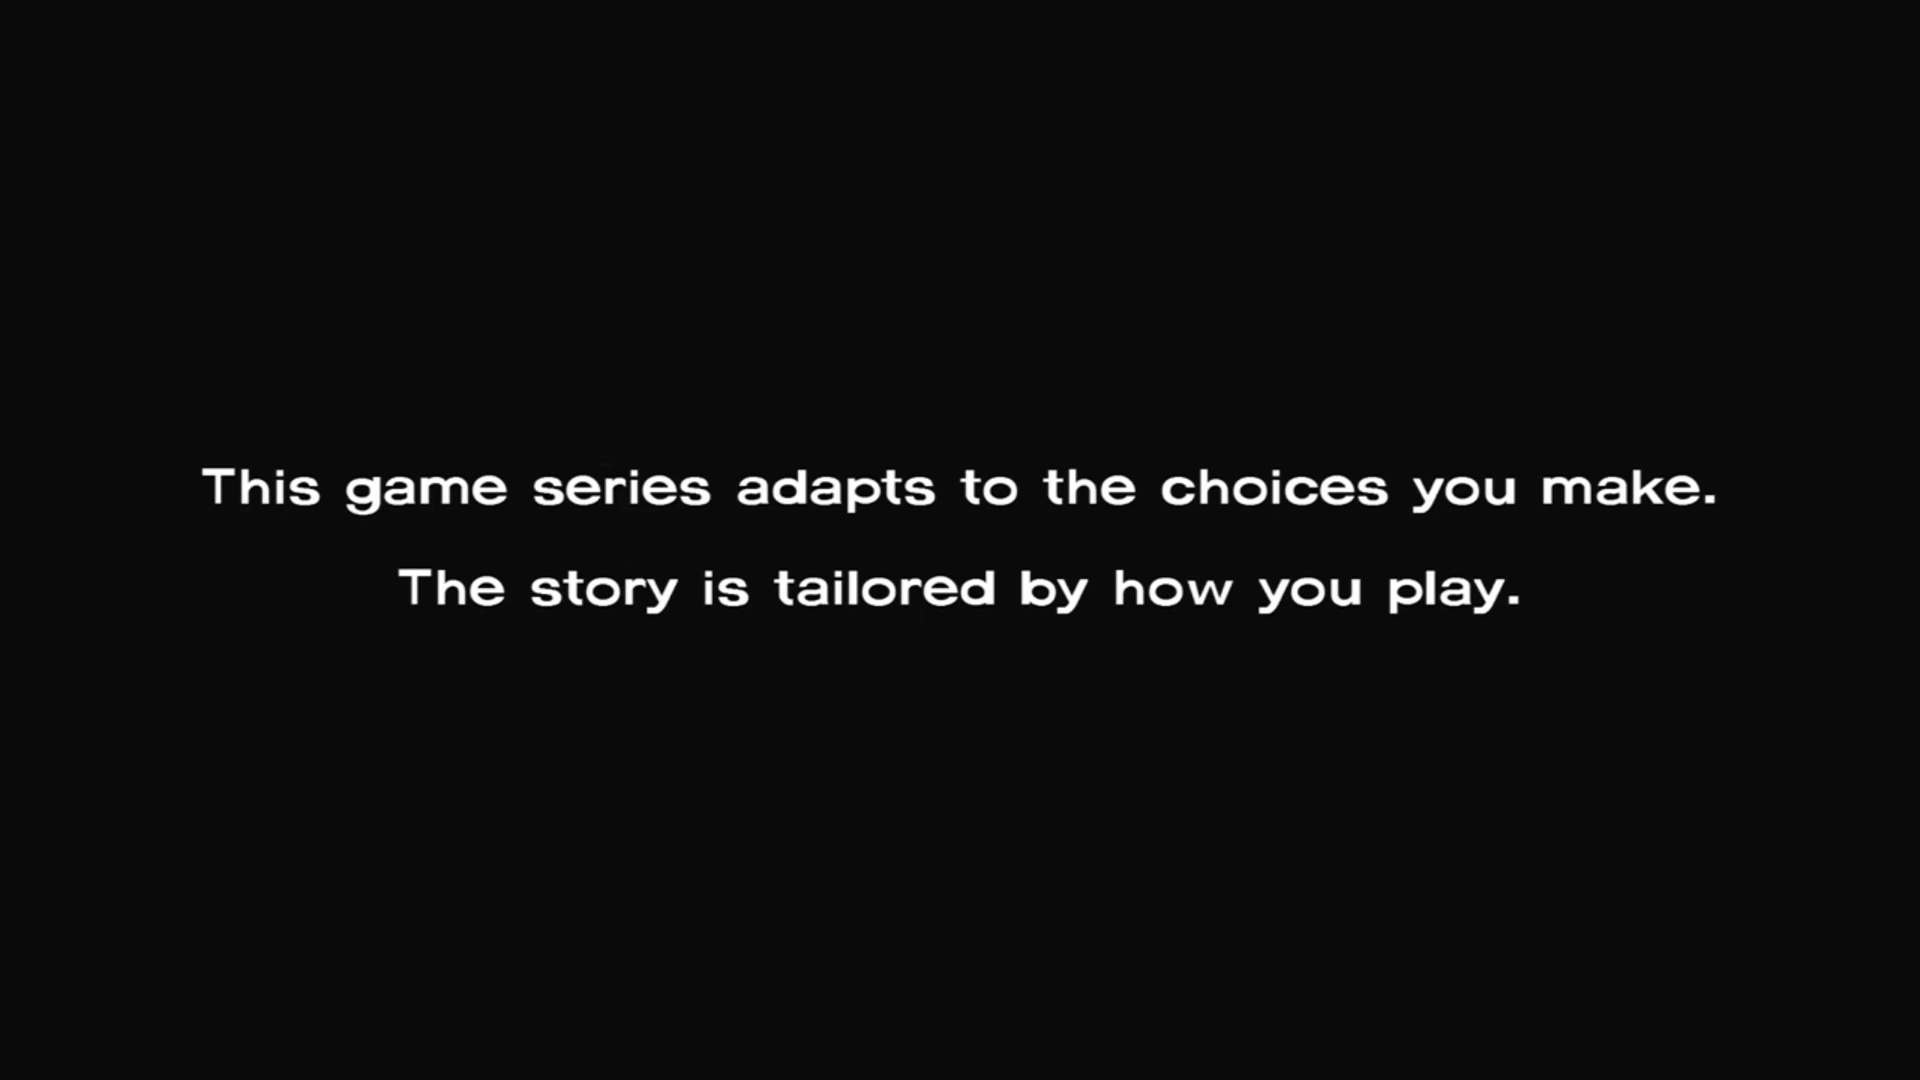 This game series adapts to the choices you make.
The story is tailored by how you play.